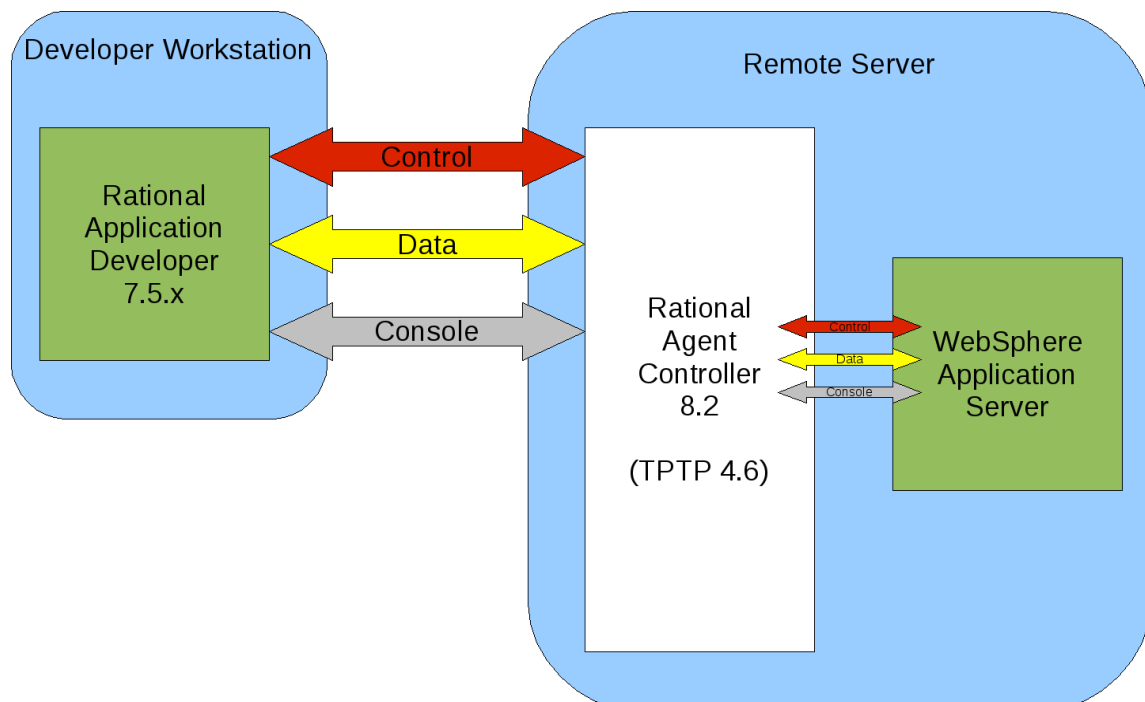 Developer Workstation
Remote Server
Rational
Application
Developer
7.5.x
Control
Data
Console
Rational
Agent
Controller
8.2
(TPTP 4.6)
Control
Data
Console
WebSphere
Application
Server